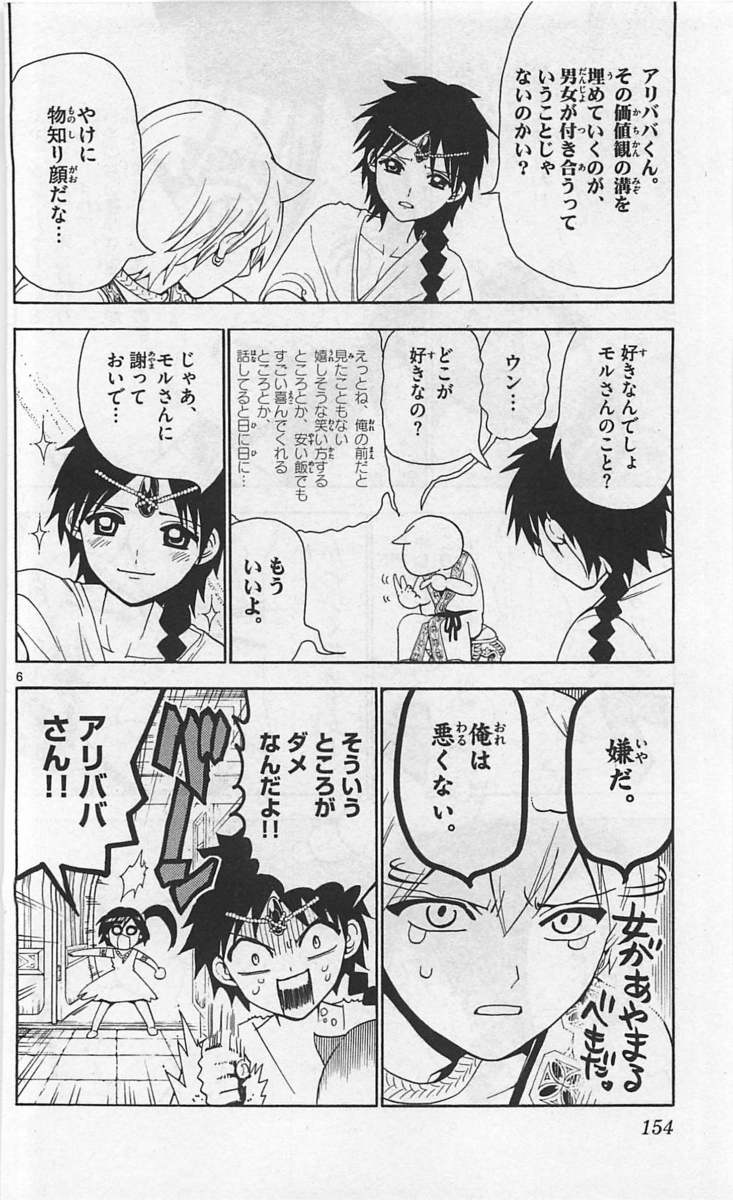 アリババくん。
その価値観の溝を
埋めていくのが、
男女が付き合うって
いうことじゃ
ないのかい？
やけに
物知り顔だな…
好きなんでしょ
モルさんのこと？
ウン…
どこが
好きなの？
えっとね、俺の前だと
見たこともない
嬉しそうな笑い方する
ところとか、安い飯でも
すごい喜んでくれる
ところとか、
話してると日に日に…
もう
いいよ。
じゃあ、
モルさんに
謝って
おいで…
6
嫌だ。
俺は
悪くない。
女があやまる
べきだ。
そういう
ところが
ダメ
なんだよ!!
バーン
アリババ
さん!!
154